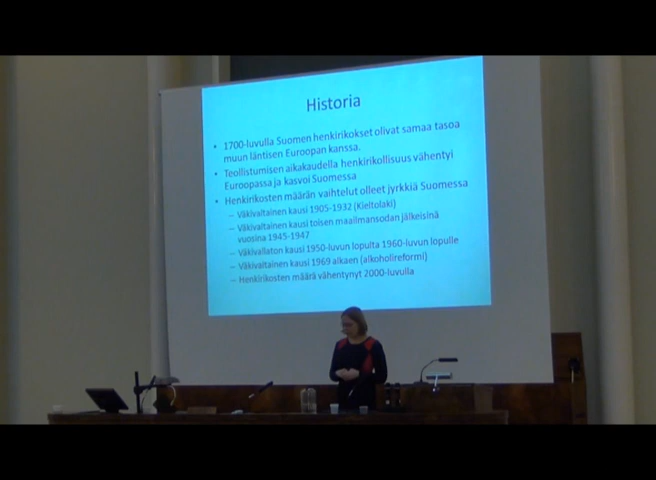 Historia
• 1700-luvulla Suomen henkirikokset olivat samaa tasoa
muun läntisen Euroopan kanssa.
• Teollistumisen aikakaudella henkirikollisuus vähentyi
Euroopassa ja kasvoi Suomessa
• Henkirikosten määrän vaihtelut olleet jyrkkiä Suomessa
– Väkivaltainen kausi 1905-1932 (Kieltolaki)
– Väkivaltainen kausi toisen maailmansodan jälkeisinä
vuosina 1945-1947
– Väkivallaton kausi 1950-luvun lopulta 1960-luvun lopulle
– Väkivaltainen kausi 1969 alkaen (alkoholireformi)
– Henkirikosten määrä vähentynyt 2000-luvulla